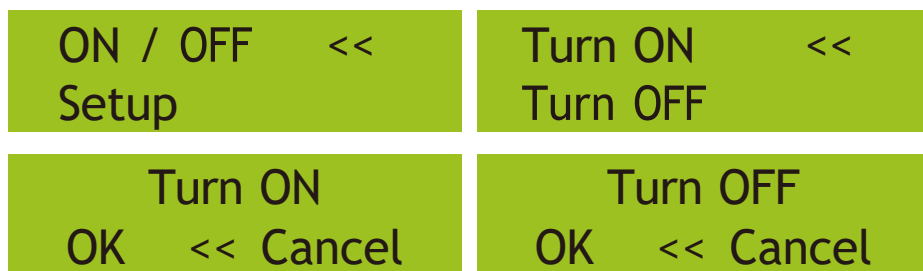 ON / OFF <<
Setup
Turn ON <<
Turn OFF
Turn ON
OK << Cancel
Turn OFF
OK << Cancel